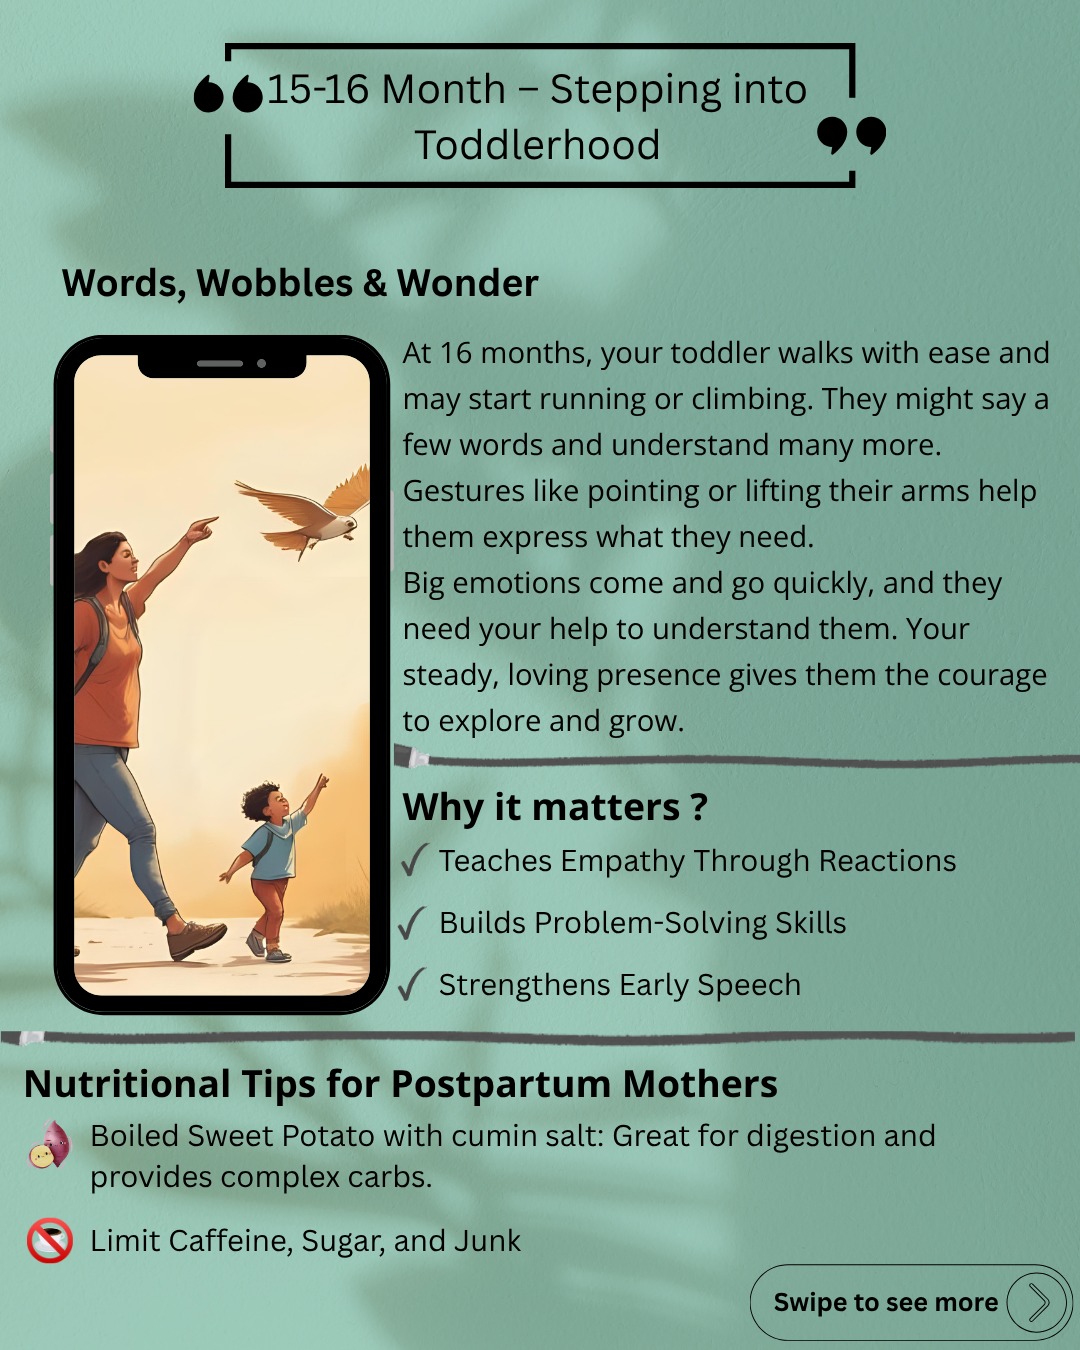 15-16 Month – Stepping into
Toddlerhood
Words, Wobbles & Wonder
At 16 months, your toddler walks with ease and
may start running or climbing. They might say a
few words and understand many more.
Gestures like pointing or lifting their arms help
them express what they need.
Big emotions come and go quickly, and they
need your help to understand them. Your
steady, loving presence gives them the courage
to explore and grow.
Why it matters ?
Teaches Empathy Through Reactions
Builds Problem-Solving Skills
Strengthens Early Speech
Nutritional Tips for Postpartum Mothers
Boiled Sweet Potato with cumin salt: Great for digestion and
provides complex carbs.
Limit Caffeine, Sugar, and Junk
Swipe to see more